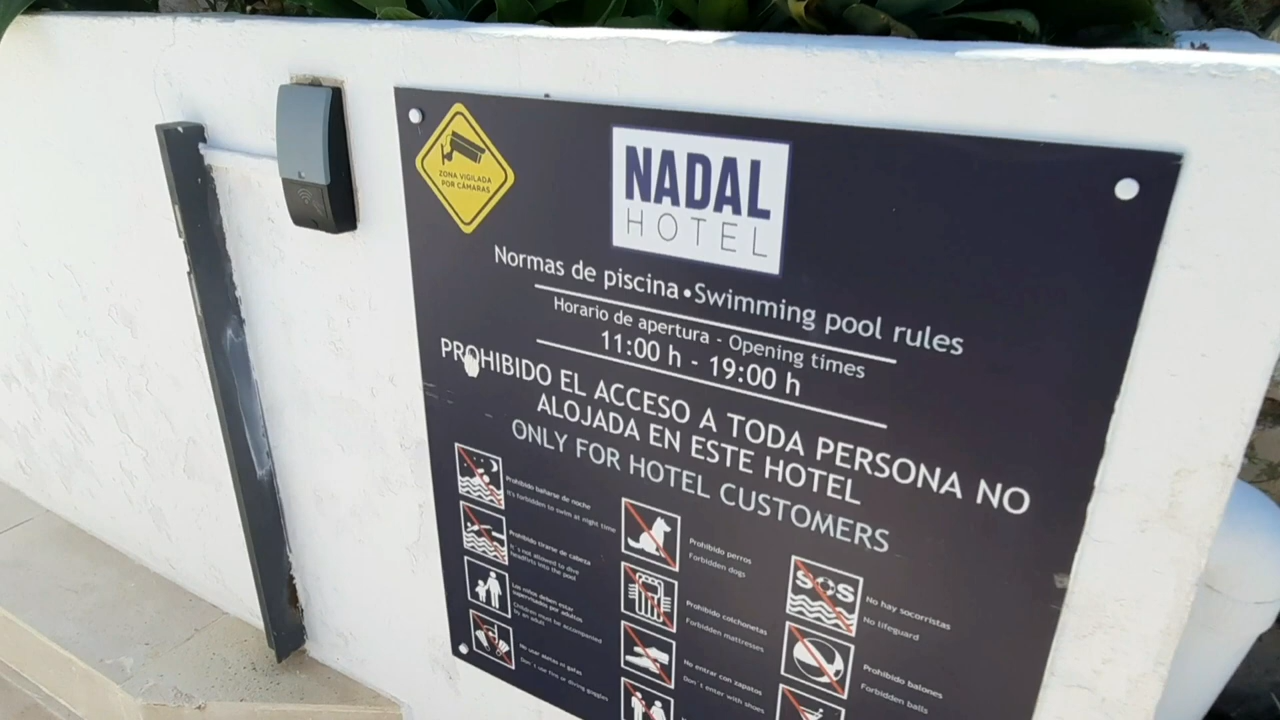 ZONA VIGILADA
POR CÁMARAS
NADAL
HOTEL
Normas de piscina • Swimming pool rules
Horario de apertura - Opening times
11:00 h - 19:00 h
PROHIBIDO EL ACCESO A TODA PERSONA NO
ALOJADA EN ESTE HOTEL
ONLY FOR HOTEL CUSTOMERS
Prohibido bañarse de noche
It's forbidden to swim at night time
Prohibido tirarse de cabeza
It's not allowed to dive
headfirts into the pool
Los niños deben estar
supervisados por adultos
Children must be accompanied
by an adult
No usar aletas ni gafas
Don't use fins or diving goggles
Prohibido perros
Forbidden dogs
Prohibido colchonetas
Forbidden mattresses
No entrar con zapatos
Don't enter with shoes
SOS
No hay socorristas
No lifeguard
Prohibido balones
Forbidden balls